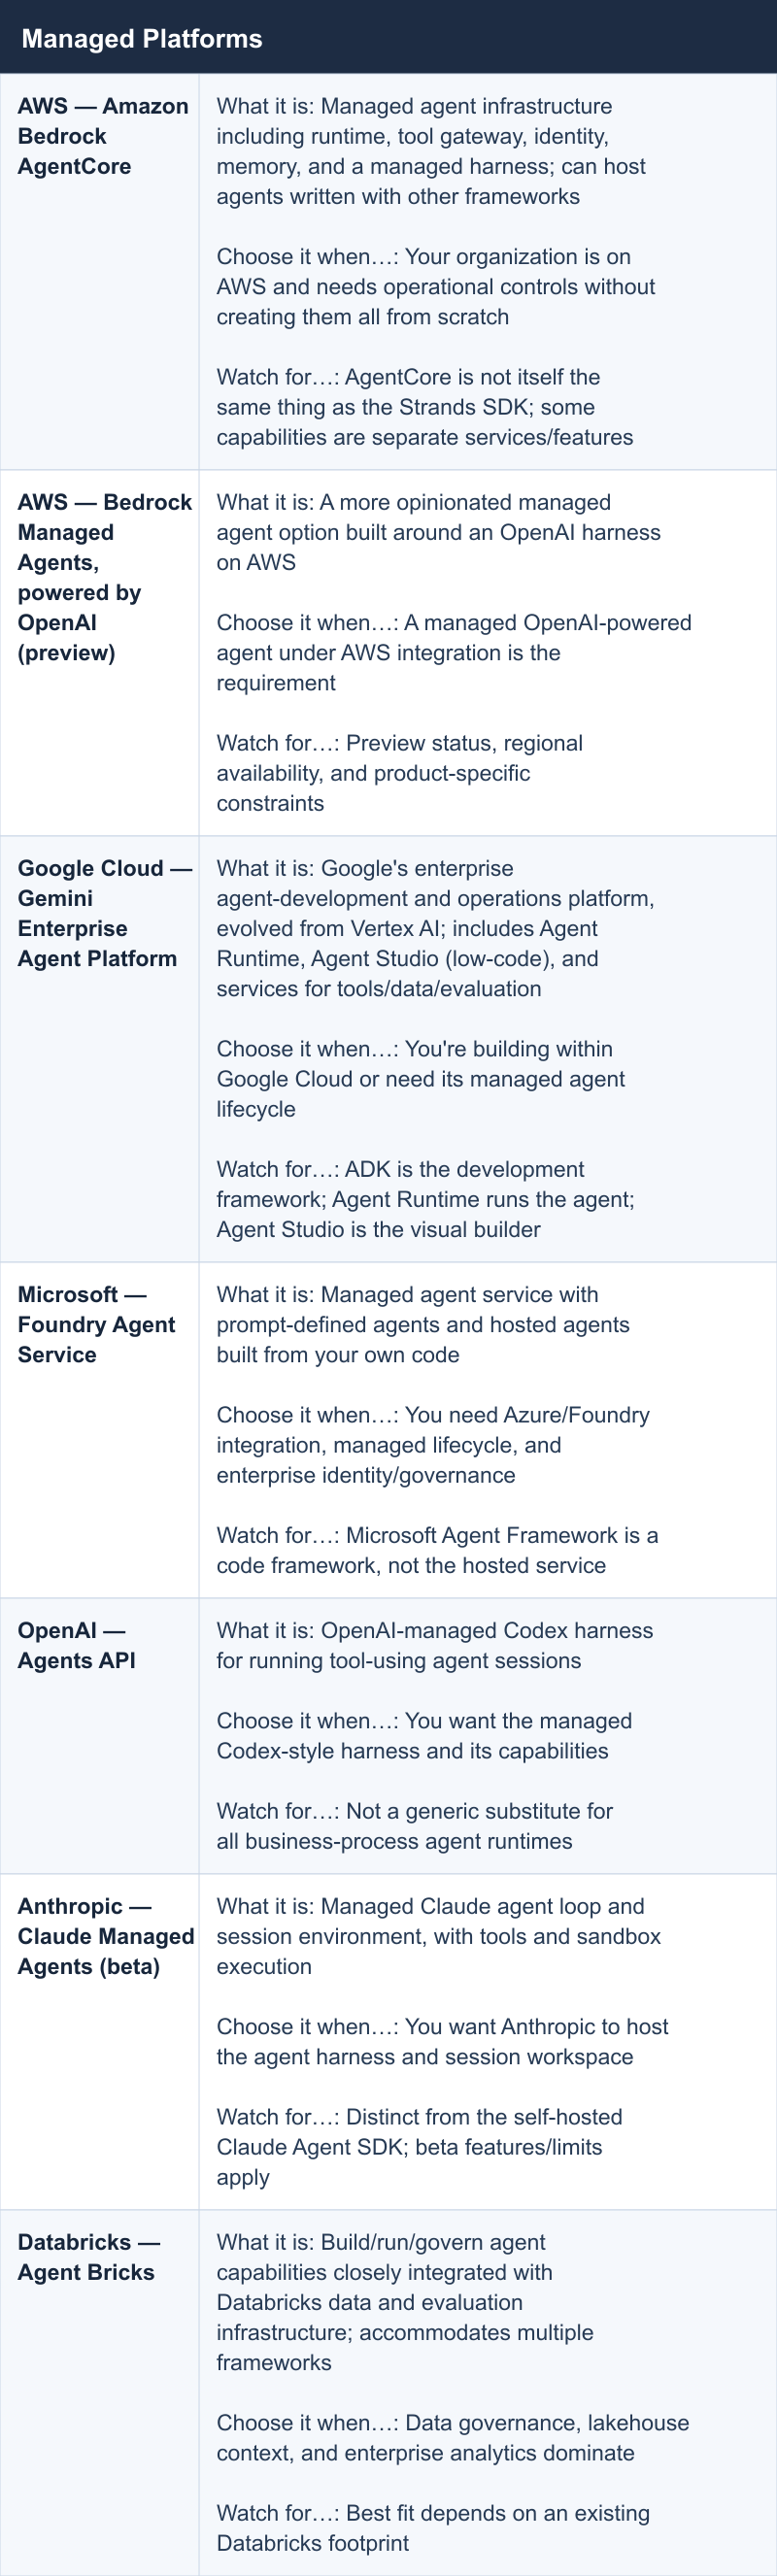 Managed Platforms
AWS — Amazon
Bedrock
AgentCore
What it is: Managed agent infrastructure
including runtime, tool gateway, identity,
memory, and a managed harness; can host
agents written with other frameworks
Choose it when…: Your organization is on
AWS and needs operational controls without
creating them all from scratch
Watch for…: AgentCore is not itself the
same thing as the Strands SDK; some
capabilities are separate services/features
AWS — Bedrock
Managed
Agents,
powered by
OpenAI
(preview)
What it is: A more opinionated managed
agent option built around an OpenAI harness
on AWS
Choose it when…: A managed OpenAI-powered
agent under AWS integration is the
requirement
Watch for…: Preview status, regional
availability, and product-specific
constraints
Google Cloud —
Gemini
Enterprise
Agent Platform
What it is: Google's enterprise
agent-development and operations platform,
evolved from Vertex AI; includes Agent
Runtime, Agent Studio (low-code), and
services for tools/data/evaluation
Choose it when…: You're building within
Google Cloud or need its managed agent
lifecycle
Watch for…: ADK is the development
framework; Agent Runtime runs the agent;
Agent Studio is the visual builder
Microsoft —
Foundry Agent
Service
What it is: Managed agent service with
prompt-defined agents and hosted agents
built from your own code
Choose it when…: You need Azure/Foundry
integration, managed lifecycle, and
enterprise identity/governance
Watch for…: Microsoft Agent Framework is a
code framework, not the hosted service
OpenAI —
Agents API
What it is: OpenAI-managed Codex harness
for running tool-using agent sessions
Choose it when…: You want the managed
Codex-style harness and its capabilities
Watch for…: Not a generic substitute for
all business-process agent runtimes
Anthropic —
Claude Managed
Agents (beta)
What it is: Managed Claude agent loop and
session environment, with tools and sandbox
execution
Choose it when…: You want Anthropic to host
the agent harness and session workspace
Watch for…: Distinct from the self-hosted
Claude Agent SDK; beta features/limits
apply
Databricks —
Agent Bricks
What it is: Build/run/govern agent
capabilities closely integrated with
Databricks data and evaluation
infrastructure; accommodates multiple
frameworks
Choose it when…: Data governance, lakehouse
context, and enterprise analytics dominate
Watch for…: Best fit depends on an existing
Databricks footprint